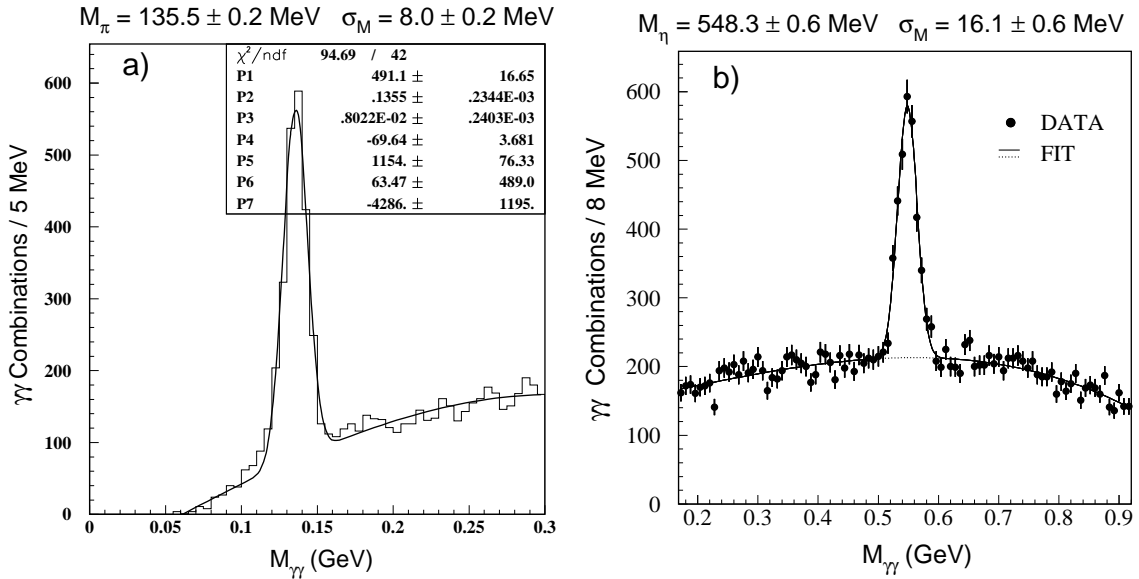 M_π = 135.5 ± 0.2 MeV   σ_M = 8.0 ± 0.2 MeV
a)
χ²/ndf 94.69 / 42
P1 491.1 ± 16.65
P2 .1355 ± .2344E-03
P3 .8022E-02 ± .2403E-03
P4 -69.64 ± 3.681
P5 1154. ± 76.33
P6 63.47 ± 489.0
P7 -4286. ± 1195.
γγ Combinations / 5 MeV
600
500
400
300
200
100
0
0 0.05 0.1 0.15 0.2 0.25 0.3
M_γγ (GeV)
M_η = 548.3 ± 0.6 MeV   σ_M = 16.1 ± 0.6 MeV
b)
DATA
FIT
γγ Combinations / 8 MeV
600
500
400
300
200
100
0
0.2 0.3 0.4 0.5 0.6 0.7 0.8 0.9
M_γγ (GeV)